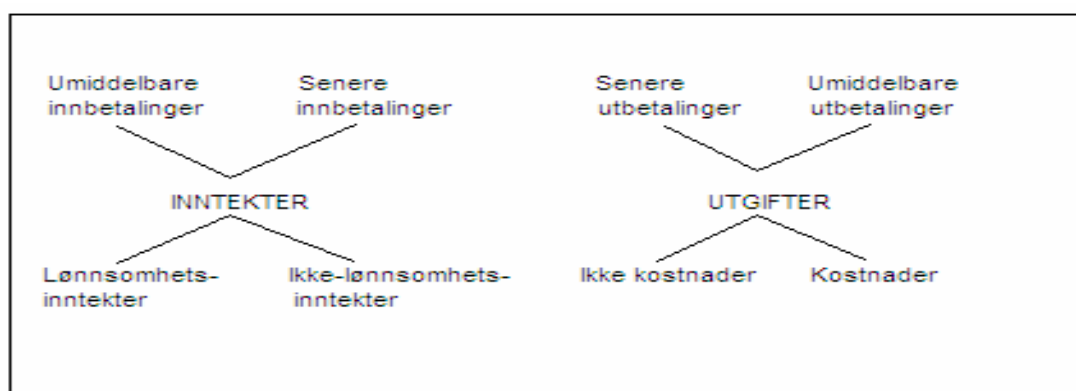 Umiddelbare
innbetalinger
Senere
innbetalinger
Senere
utbetalinger
Umiddelbare
utbetalinger
INNTEKTER
UTGIFTER
Lønnsomhets-
inntekter
Ikke-lønnsomhets-
inntekter
Ikke kostnader
Kostnader